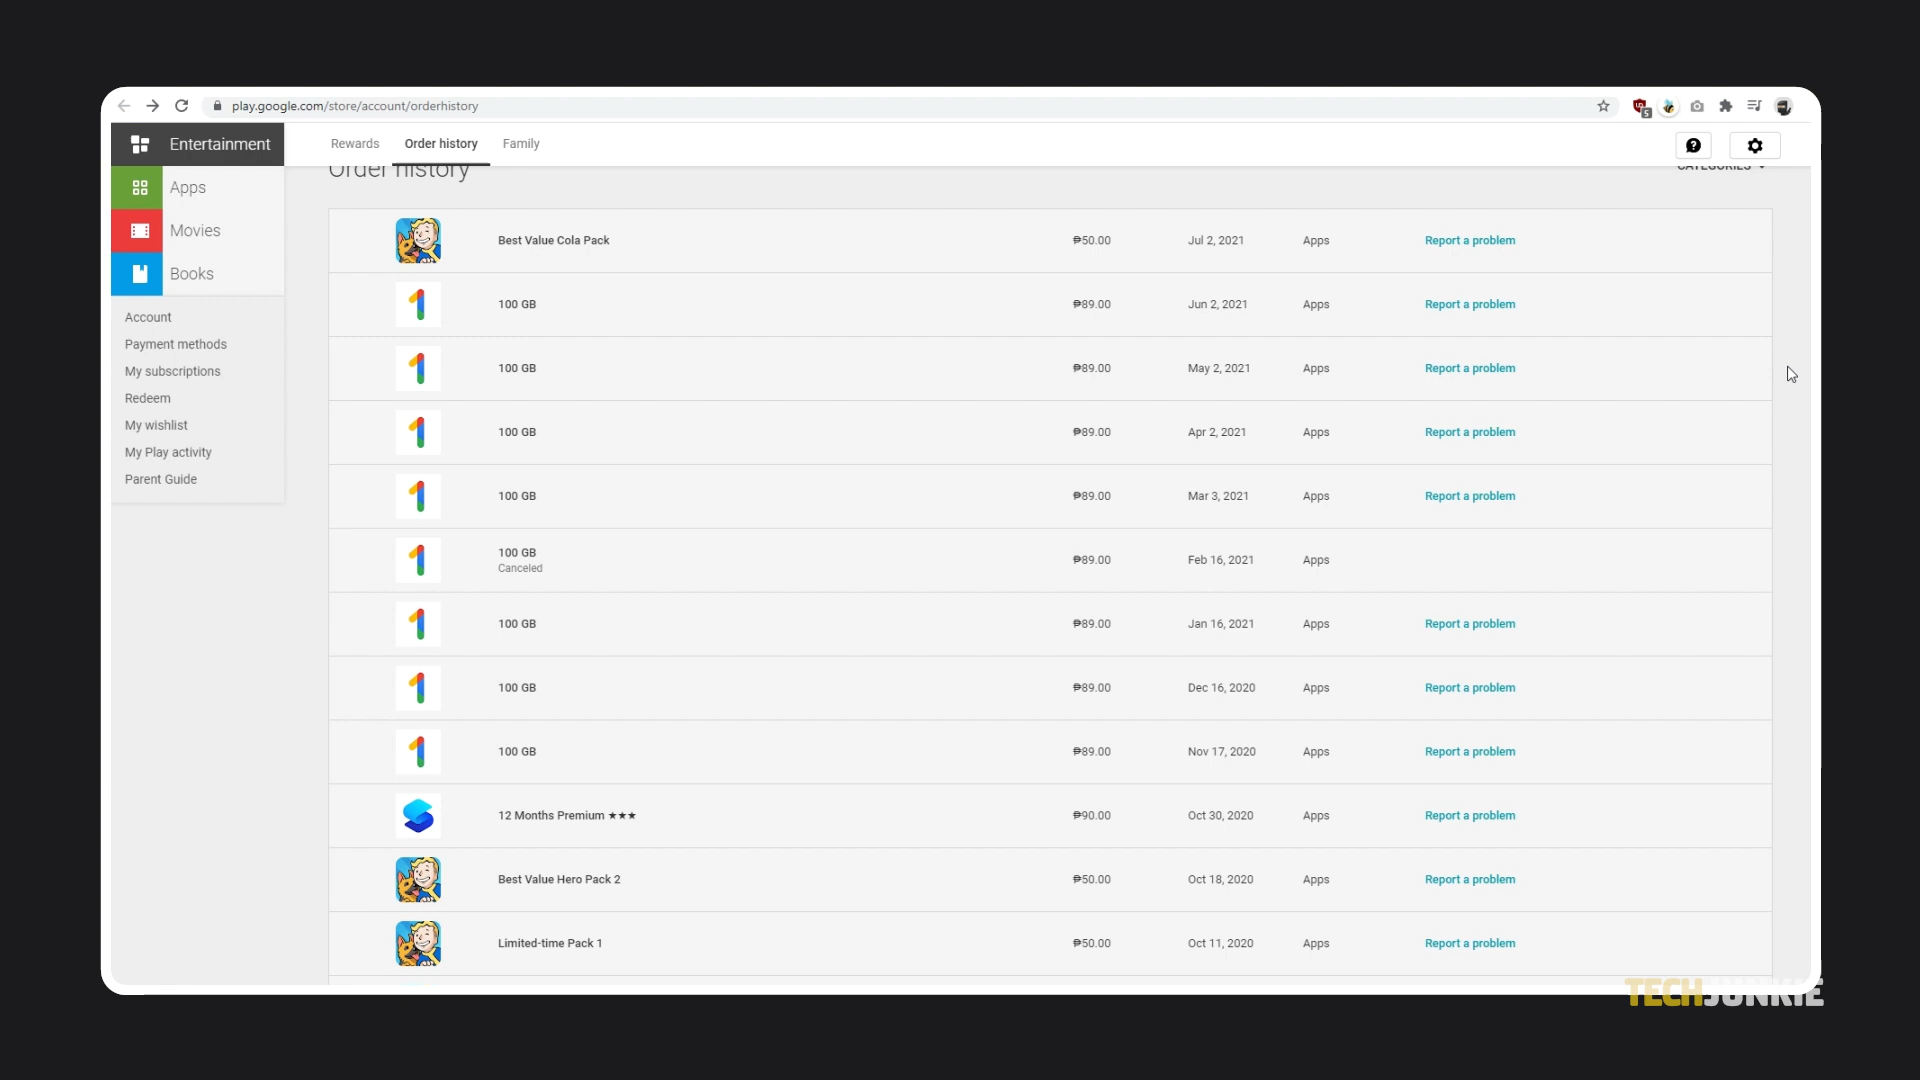 play.google.com/store/account/orderhistory
5
Entertainment
Rewards
Order history
Family
Apps
Movies
Books
Account
Payment methods
My subscriptions
Redeem
My wishlist
My Play activity
Parent Guide
Order history
CATEGORIES
Best Value Cola Pack ₱50.00 Jul 2, 2021 Apps Report a problem
100 GB ₱89.00 Jun 2, 2021 Apps Report a problem
100 GB ₱89.00 May 2, 2021 Apps Report a problem
100 GB ₱89.00 Apr 2, 2021 Apps Report a problem
100 GB ₱89.00 Mar 3, 2021 Apps Report a problem
100 GB ₱89.00 Feb 16, 2021 Apps
Canceled
100 GB ₱89.00 Jan 16, 2021 Apps Report a problem
100 GB ₱89.00 Dec 16, 2020 Apps Report a problem
100 GB ₱89.00 Nov 17, 2020 Apps Report a problem
12 Months Premium ★★★ ₱90.00 Oct 30, 2020 Apps Report a problem
Best Value Hero Pack 2 ₱50.00 Oct 18, 2020 Apps Report a problem
Limited-time Pack 1 ₱50.00 Oct 11, 2020 Apps Report a problem
TECHJUNKIE